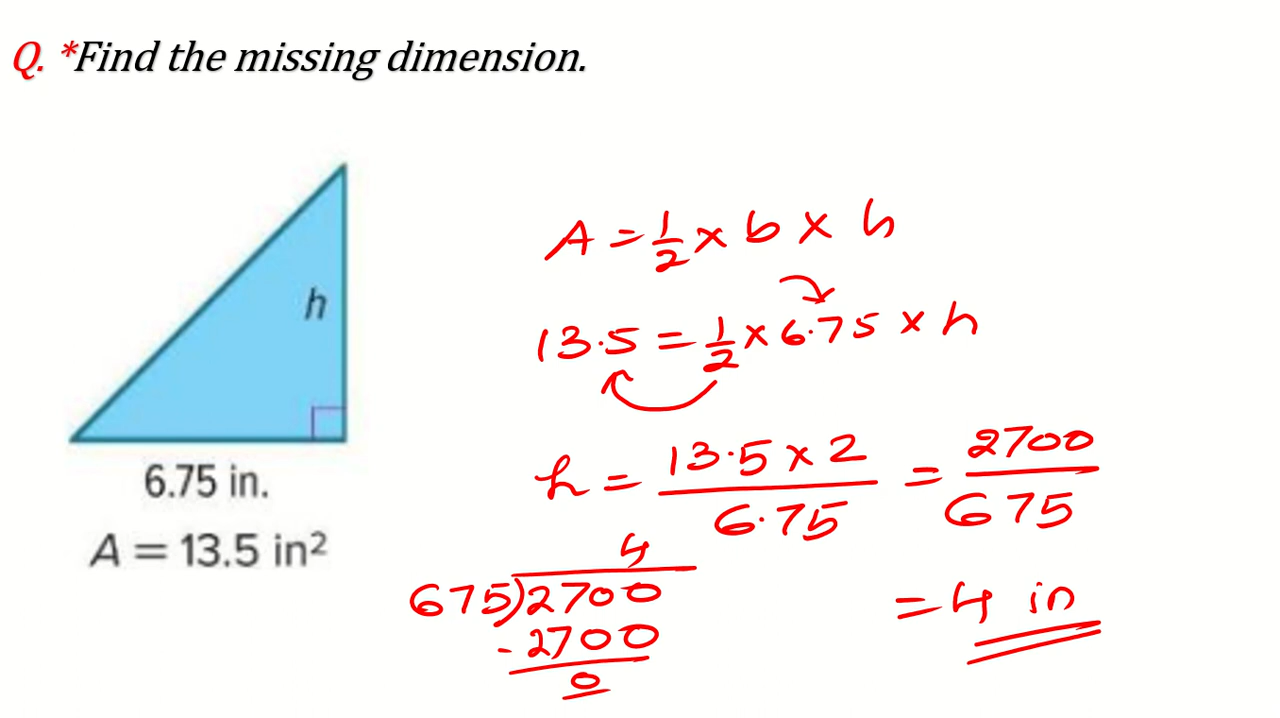 Q. *Find the missing dimension.
h
6.75 in.
A = 13.5 in²
A = 1/2 × b × h
13.5 = 1/2 × 6.75 × h
h = 13.5 × 2 / 6.75 = 2700 / 675
= 4 in
4
675)2700
- 2700
0